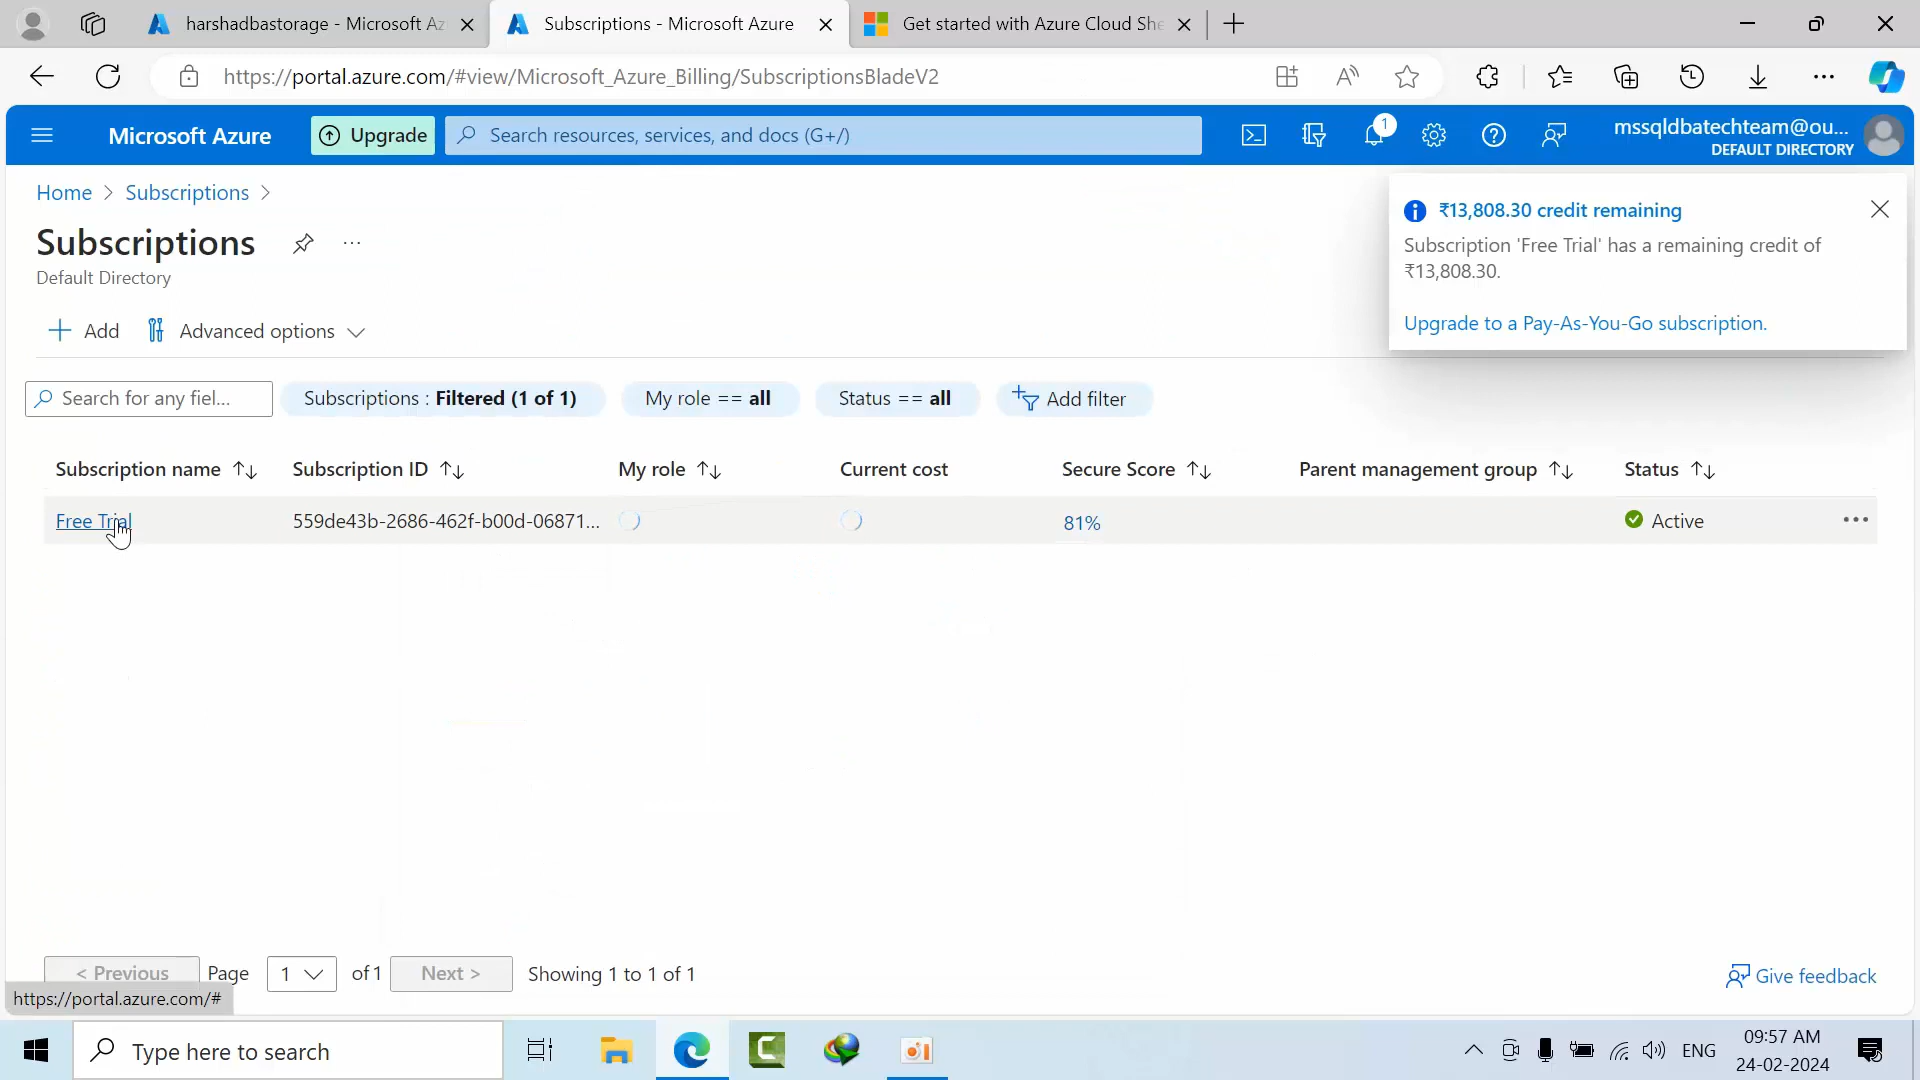 harshadbastorage - Microsoft Az
Subscriptions - Microsoft Azure
Get started with Azure Cloud She
https://portal.azure.com/#view/Microsoft_Azure_Billing/SubscriptionsBladeV2
Microsoft Azure
Upgrade
Search resources, services, and docs (G+/)
1
mssqldbatechteam@ou...
DEFAULT DIRECTORY
Home > Subscriptions >
Subscriptions
Default Directory
₹13,808.30 credit remaining
Subscription 'Free Trial' has a remaining credit of
₹13,808.30.
Upgrade to a Pay-As-You-Go subscription.
Add
Advanced options
Search for any fiel...
Subscriptions : Filtered (1 of 1)
My role == all
Status == all
Add filter
Subscription name
Subscription ID
My role
Current cost
Secure Score
Parent management group
Status
Free Trial
559de43b-2686-462f-b00d-06871...
81%
Active
< Previous
Page
1
of 1
Next >
Showing 1 to 1 of 1
Give feedback
https://portal.azure.com/#
Type here to search
ENG
09:57 AM
24-02-2024